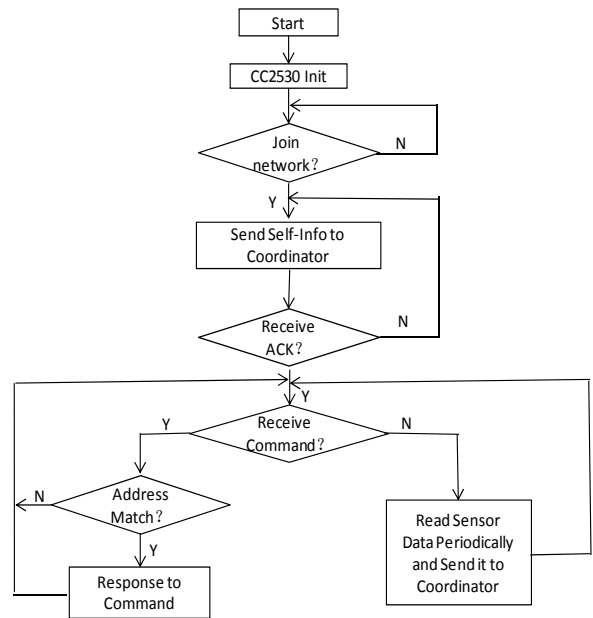 Start
CC2530 Init
Join
network？
N
Y
Send Self-Info to
Coordinator
Receive
ACK？
N
Y
Receive
Command？
Y
N
Address
Match？
N
Y
Response to
Command
Read Sensor
Data Periodically
and Send it to
Coordinator